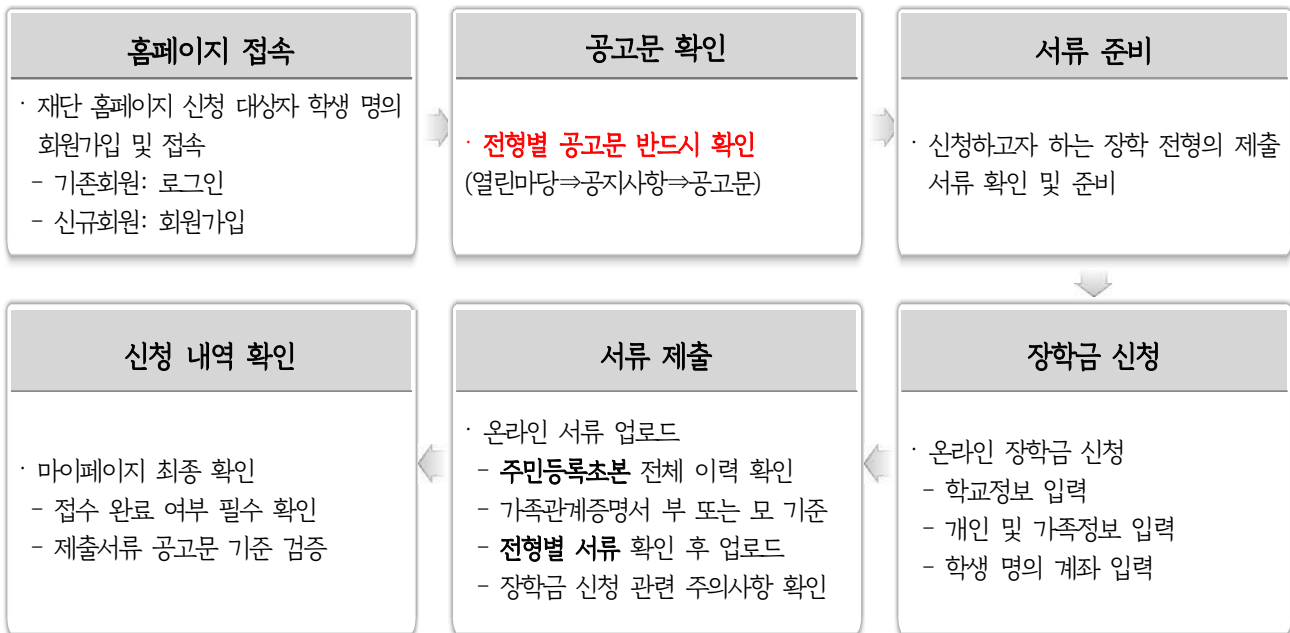 홈페이지 접속
· 재단 홈페이지 신청 대상자 학생 명의
회원가입 및 접속
- 기존회원: 로그인
- 신규회원: 회원가입
공고문 확인
· 전형별 공고문 반드시 확인
(열린마당⇒공지사항⇒공고문)
서류 준비
· 신청하고자 하는 장학 전형의 제출
서류 확인 및 준비
장학금 신청
· 온라인 장학금 신청
- 학교정보 입력
- 개인 및 가족정보 입력
- 학생 명의 계좌 입력
서류 제출
· 온라인 서류 업로드
- 주민등록초본 전체 이력 확인
- 가족관계증명서 부 또는 모 기준
- 전형별 서류 확인 후 업로드
- 장학금 신청 관련 주의사항 확인
신청 내역 확인
· 마이페이지 최종 확인
- 접수 완료 여부 필수 확인
- 제출서류 공고문 기준 검증